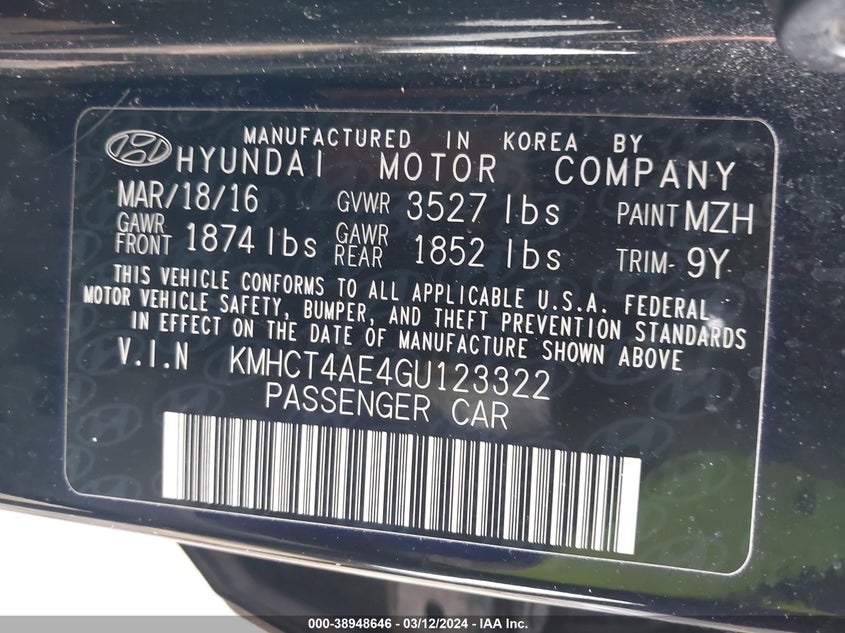 MANUFACTURED IN KOREA BY
HYUNDAI MOTOR COMPANY
MAR/18/16 GVWR 3527 lbs PAINT MZH
GAWR FRONT 1874 lbs GAWR REAR 1852 lbs TRIM- 9Y
THIS VEHICLE CONFORMS TO ALL APPLICABLE U.S.A. FEDERAL
MOTOR VEHICLE SAFETY, BUMPER, AND THEFT PREVENTION STANDARDS
IN EFFECT ON THE DATE OF MANUFACTURE SHOWN ABOVE
V.I.N KMHCT4AE4GU123322
PASSENGER CAR
000-38948646 - 03/12/2024 - IAA Inc.